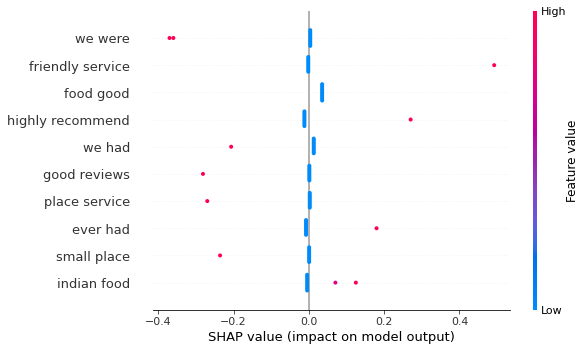 High
we were
friendly service
food good
highly recommend
we had
good reviews
place service
ever had
small place
indian food
Feature value
Low
−0.4 −0.2 0.0 0.2 0.4
SHAP value (impact on model output)